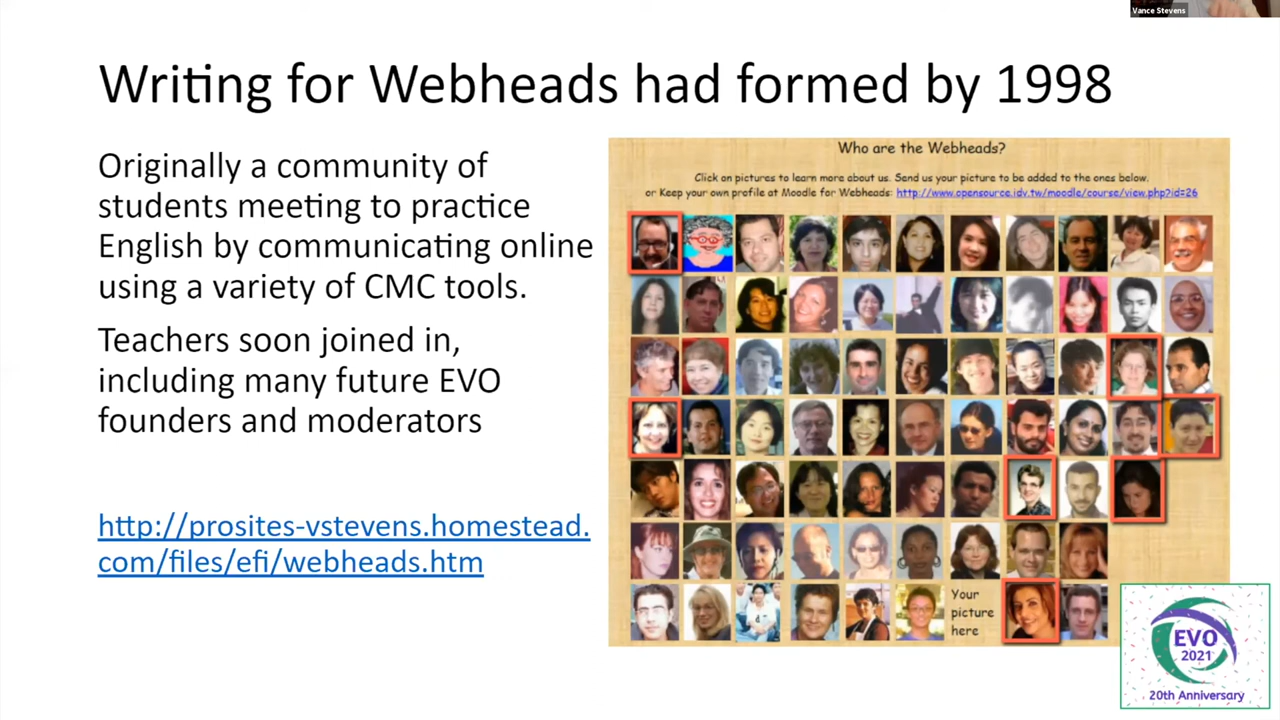 Vance Stevens
Writing for Webheads had formed by 1998
Originally a community of
students meeting to practice
English by communicating online
using a variety of CMC tools.
Teachers soon joined in,
including many future EVO
founders and moderators
http://prosites-vstevens.homestead.
com/files/efi/webheads.htm
Who are the Webheads?
Click on pictures to learn more about us. Send us your picture to be added to the ones below.
or Keep your own profile at Moodle for Webheads: http://www.opensource.idv.tw/moodle/course/view.php?id=26
Your
picture
here
EVO
2021
20th Anniversary